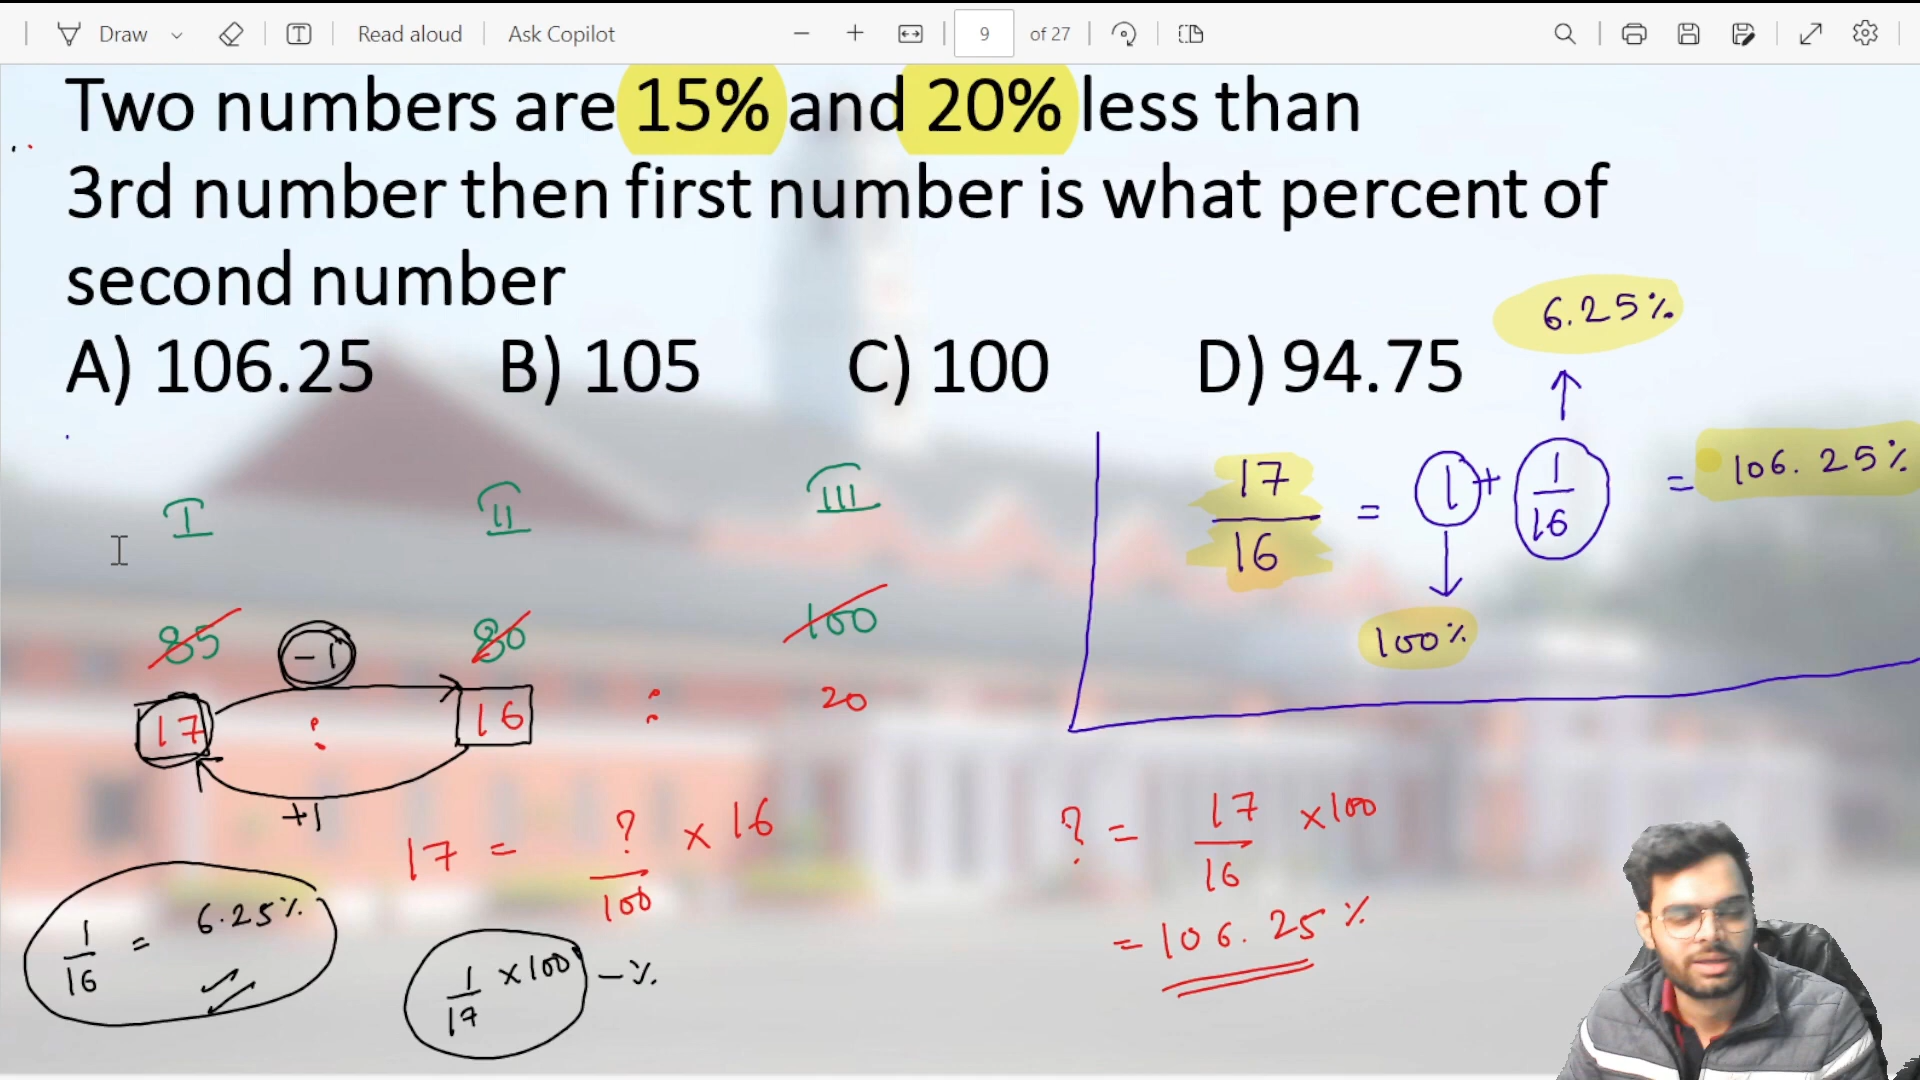 Draw
Read aloud
Ask Copilot
9 of 27
Two numbers are 15% and 20% less than
3rd number then first number is what percent of
second number
A) 106.25 B) 105 C) 100 D) 94.75
6.25%
17/16 = 1 + 1/16 = 106.25%
100%
I II III
85 80 100
-1
17 : 16 : 20
+1
17 = ?/100 × 16
? = 17/16 × 100
= 106.25%
1/16 = 6.25%
1/17 × 100 - %